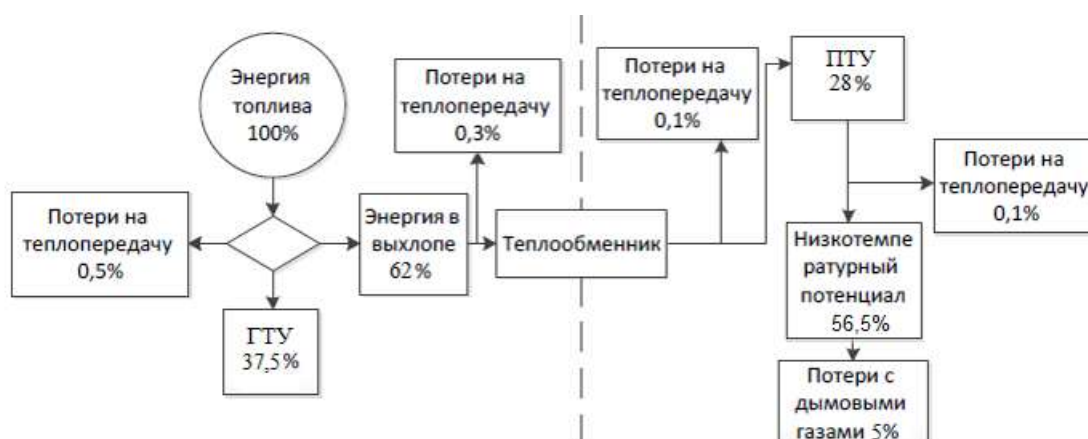 Энергия
топлива
100%
Потери на
теплопередачу
0,5%
ГТУ
37,5%
Энергия в
выхлопе
62%
Потери на
теплопередачу
0,3%
Теплообменник
Потери на
теплопередачу
0,1%
ПТУ
28%
Потери на
теплопередачу
0,1%
Низкотемпе
ратурный
потенциал
56,5%
Потери с
дымовыми
газами 5%